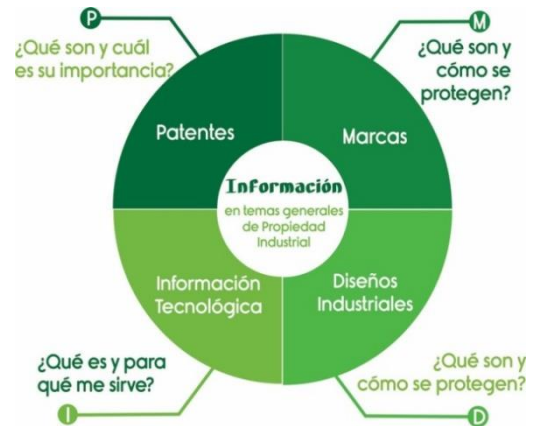 P
¿Qué son y cuál
es su importancia?
M
¿Qué son y
cómo se
protegen?
Patentes
Marcas
Información
en temas generales
de Propiedad
Industrial
Información
Tecnológica
Diseños
Industriales
¿Qué es y para
qué me sirve?
I
¿Qué son y
cómo se protegen?
D